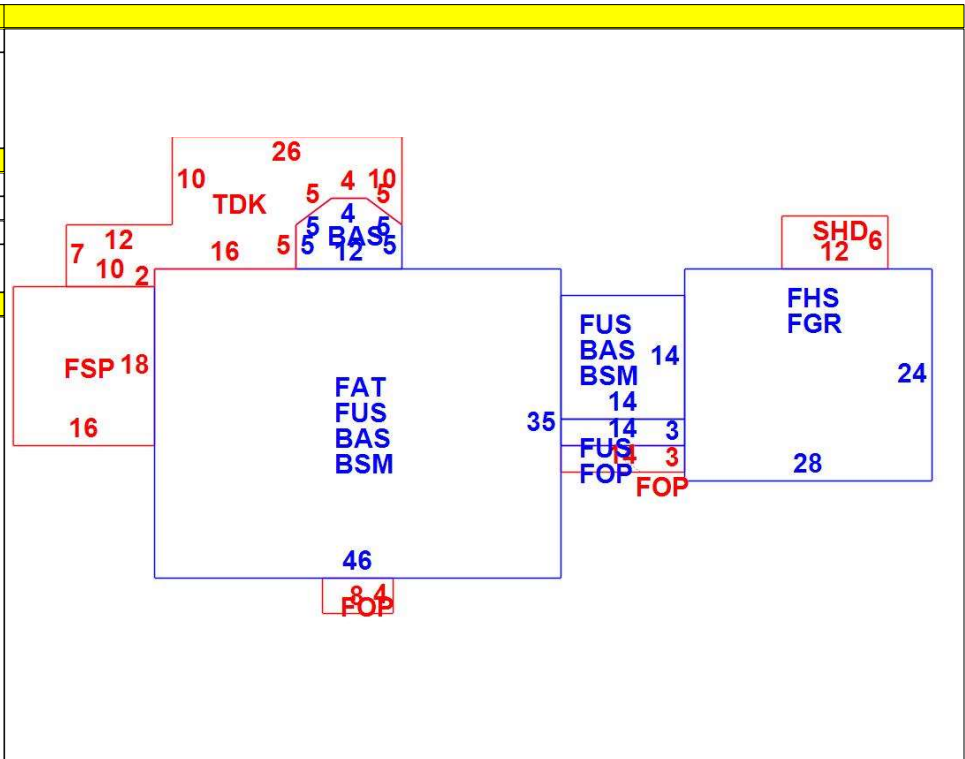 26
10 4 10
5 5
TDK
4
5 5
BAS
12 16 5 5 12 5
7
10 2
SHD 6
12
FHS
FGR
FUS
BAS 14
BSM
14
24
FSP 18
FAT
FUS
BAS
BSM
35
14 3
FUS
FOP
14 3
FOP
16
28
46
8 4
FOP